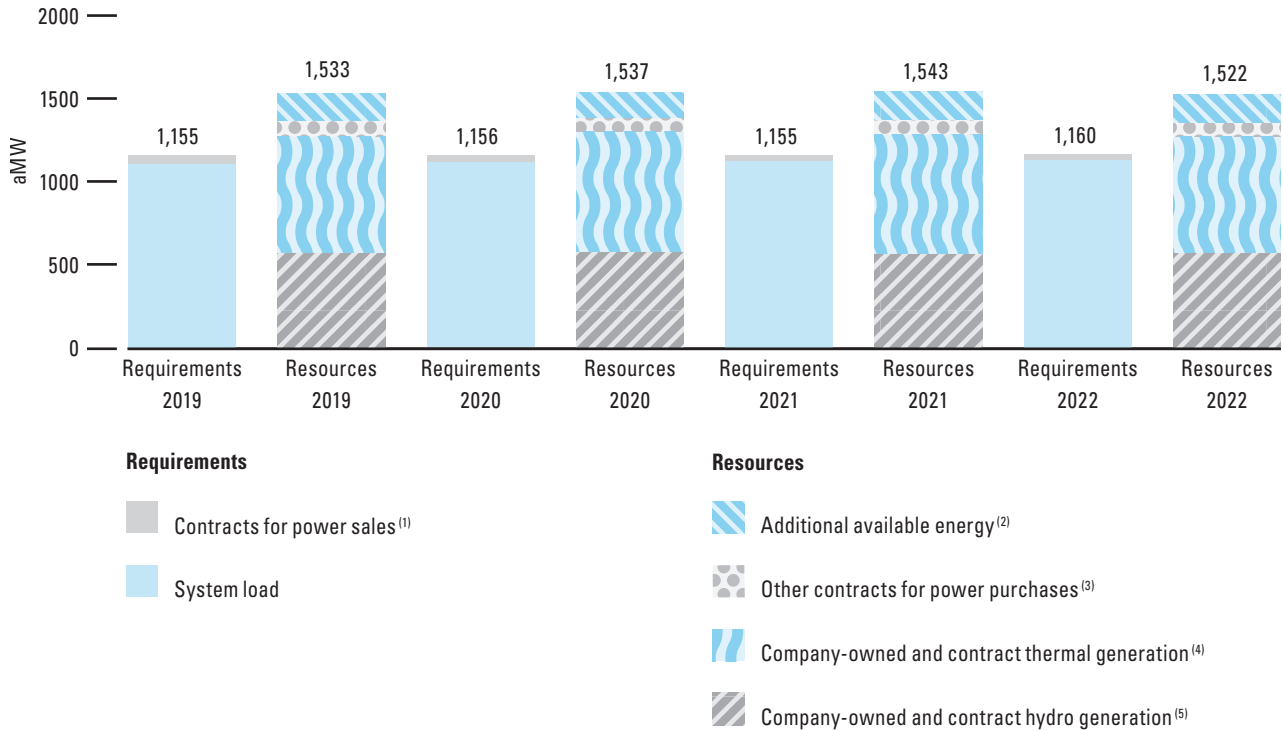 2000
1500
1000
500
0
aMW
1,155
1,533
1,156
1,537
1,155
1,543
1,160
1,522
Requirements
2019
Resources
2019
Requirements
2020
Resources
2020
Requirements
2021
Resources
2021
Requirements
2022
Resources
2022
Requirements
Contracts for power sales (1)
System load
Resources
Additional available energy (2)
Other contracts for power purchases (3)
Company-owned and contract thermal generation (4)
Company-owned and contract hydro generation (5)